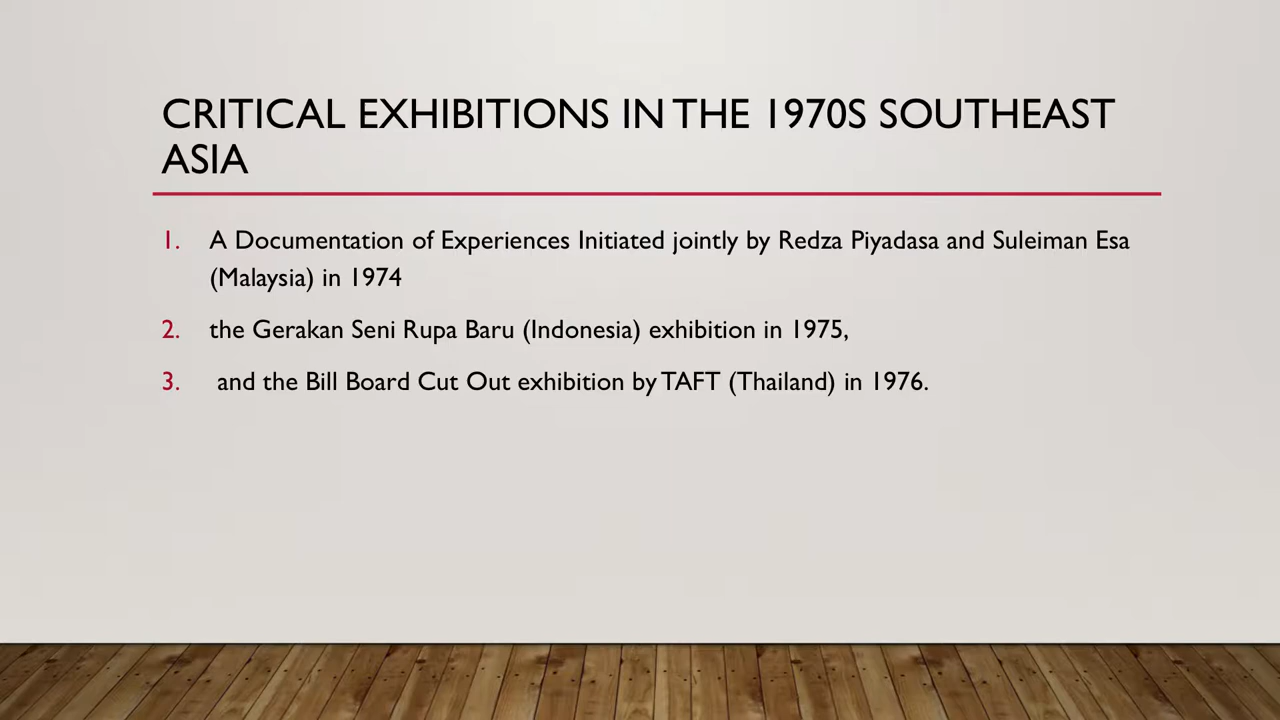 CRITICAL EXHIBITIONS IN THE 1970S SOUTHEAST
ASIA
1. A Documentation of Experiences Initiated jointly by Redza Piyadasa and Suleiman Esa
(Malaysia) in 1974
2. the Gerakan Seni Rupa Baru (Indonesia) exhibition in 1975,
3. and the Bill Board Cut Out exhibition by TAFT (Thailand) in 1976.